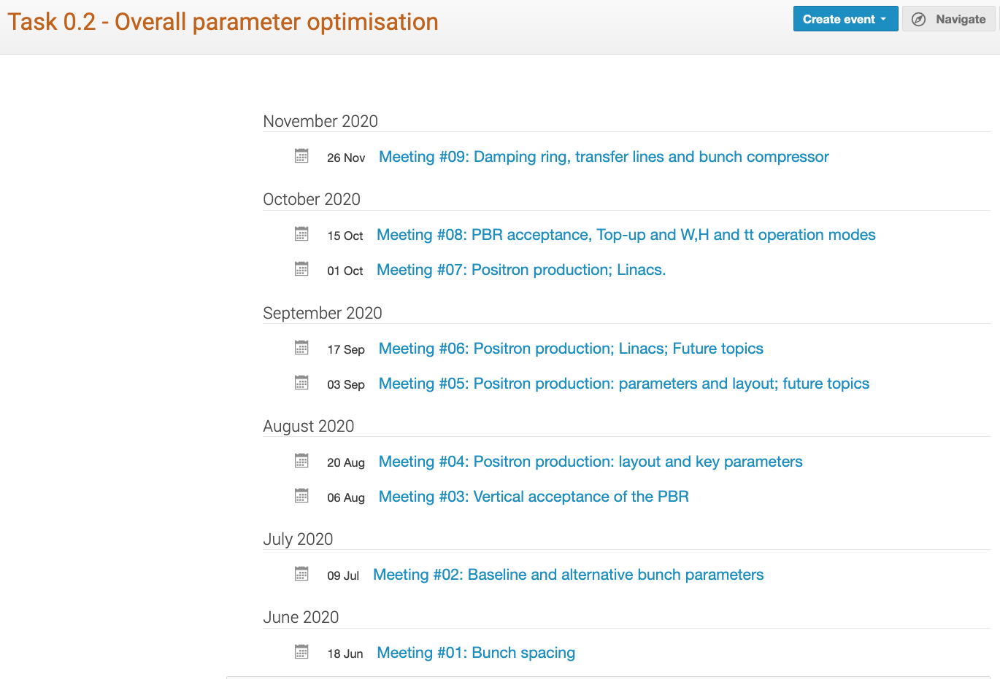 Task 0.2 - Overall parameter optimisation
Create event
Navigate
November 2020
26 Nov Meeting #09: Damping ring, transfer lines and bunch compressor
October 2020
15 Oct Meeting #08: PBR acceptance, Top-up and W,H and tt operation modes
01 Oct Meeting #07: Positron production; Linacs.
September 2020
17 Sep Meeting #06: Positron production; Linacs; Future topics
03 Sep Meeting #05: Positron production: parameters and layout; future topics
August 2020
20 Aug Meeting #04: Positron production: layout and key parameters
06 Aug Meeting #03: Vertical acceptance of the PBR
July 2020
09 Jul Meeting #02: Baseline and alternative bunch parameters
June 2020
18 Jun Meeting #01: Bunch spacing